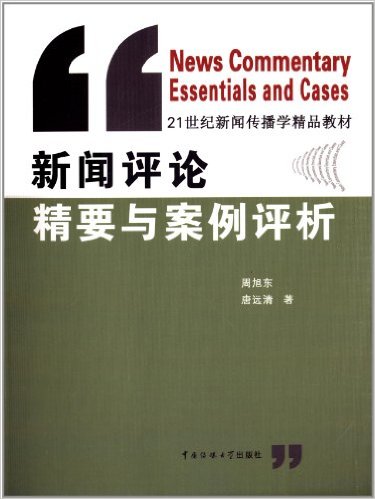 News Commentary
Essentials and Cases
21世纪新闻传播学精品教材
新闻评论
精要与案例评析
周旭东
唐远清 著
中国传媒大学出版社